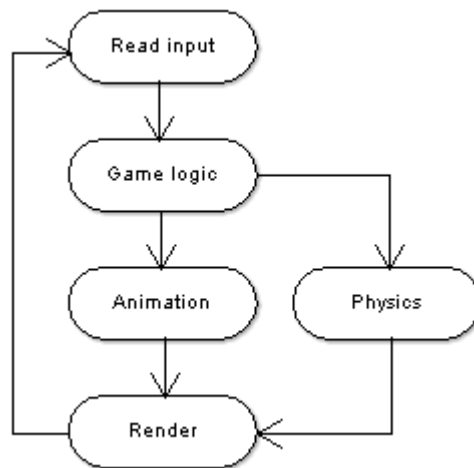 Read input
Game logic
Animation
Physics
Render